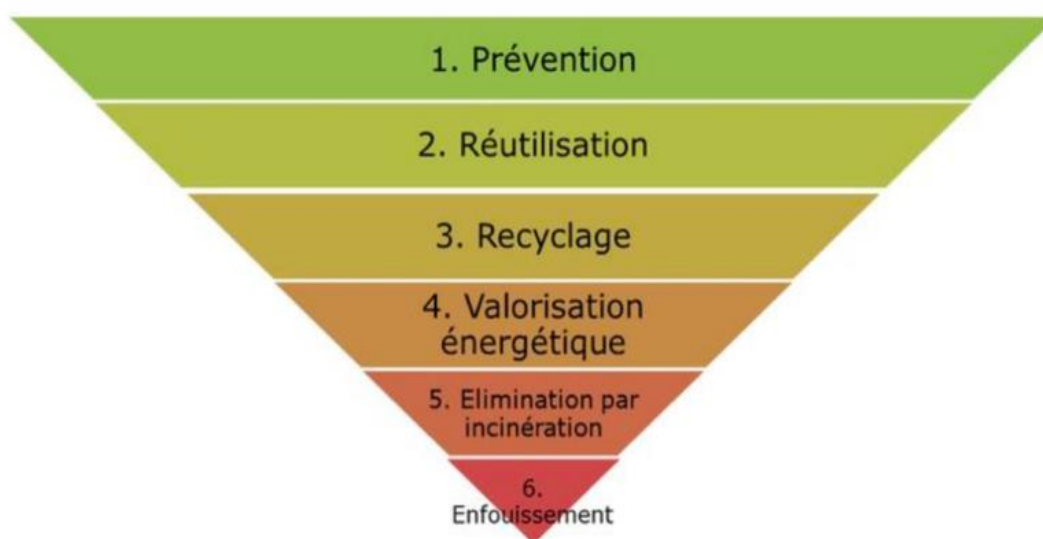 1. Prévention
2. Réutilisation
3. Recyclage
4. Valorisation
énergétique
5. Elimination par
incinération
6.
Enfouissement